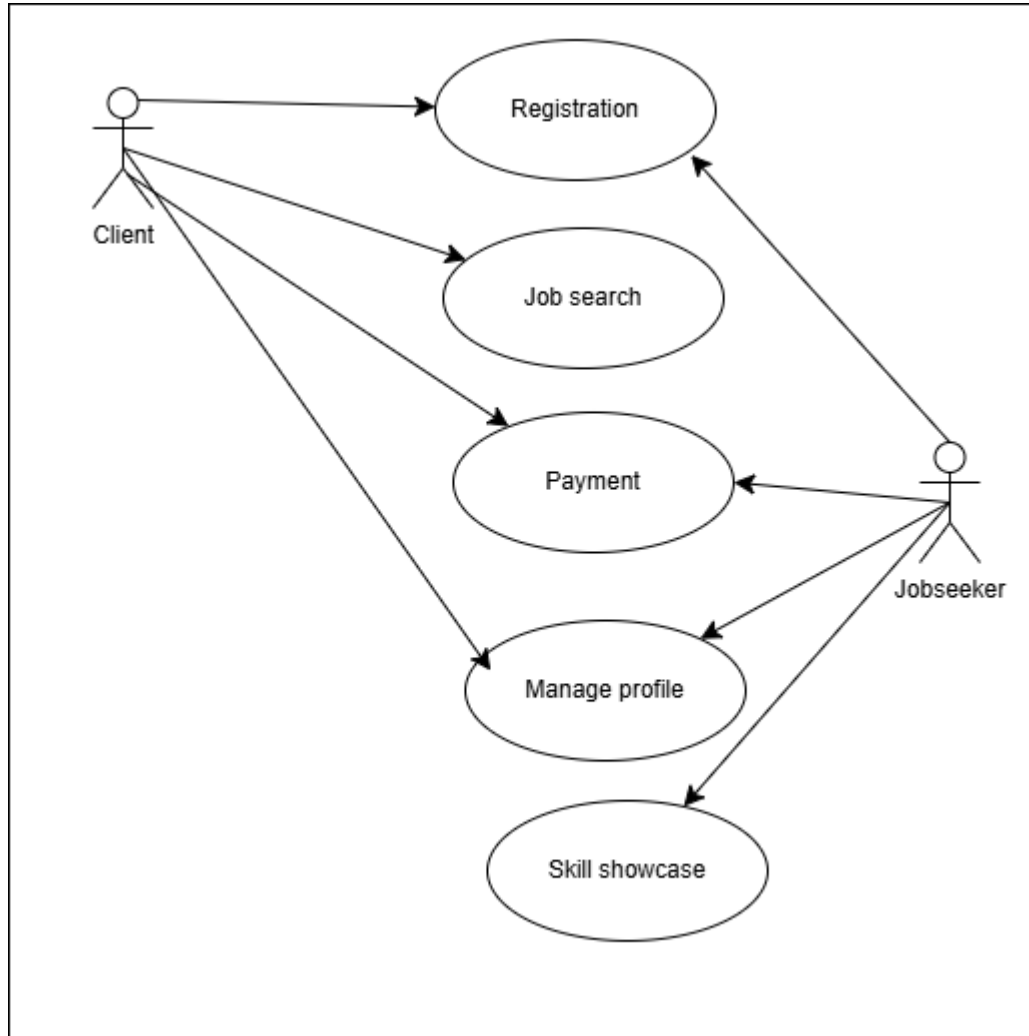 Registration
Client
Job search
Payment
Jobseeker
Manage profile
Skill showcase